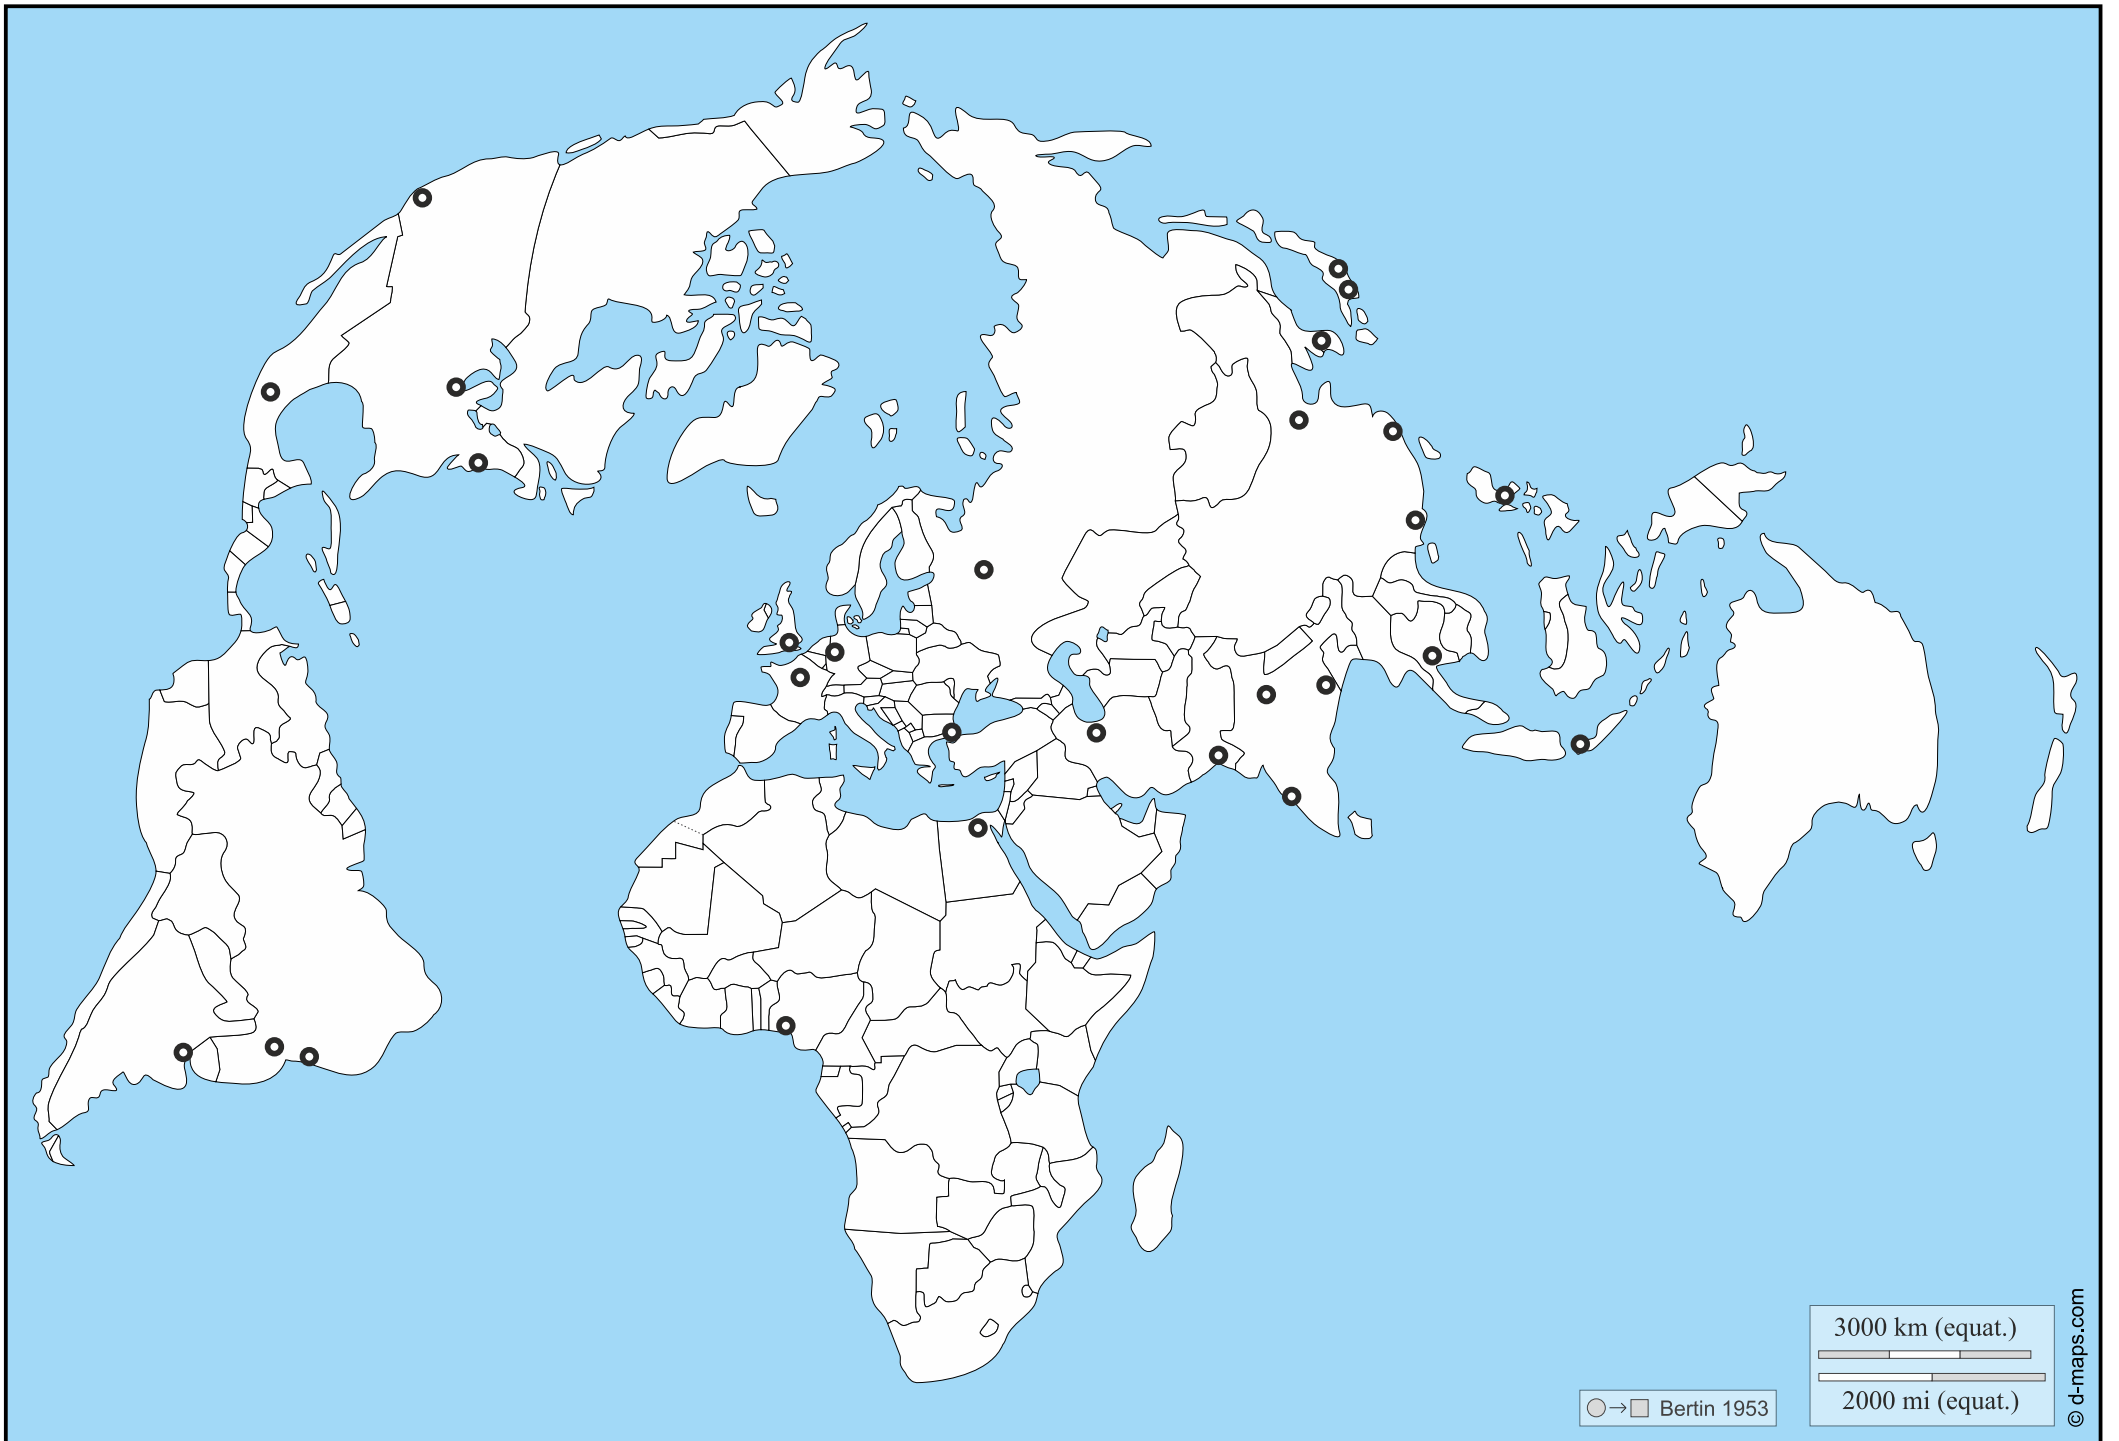 3000 km (equat.)
2000 mi (equat.)
Bertin 1953
© d-maps.com